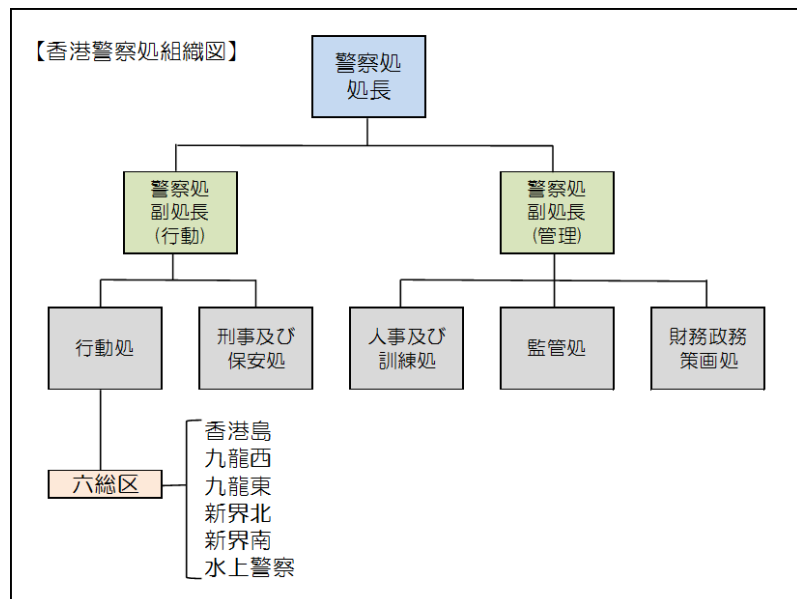 【香港警察処組織図】
警察処
処長
警察処
副処長
(行動)
警察処
副処長
(管理)
行動処
刑事及び
保安処
人事及び
訓練処
監管処
財務政務
策画処
六総区
香港島
九龍西
九龍東
新界北
新界南
水上警察